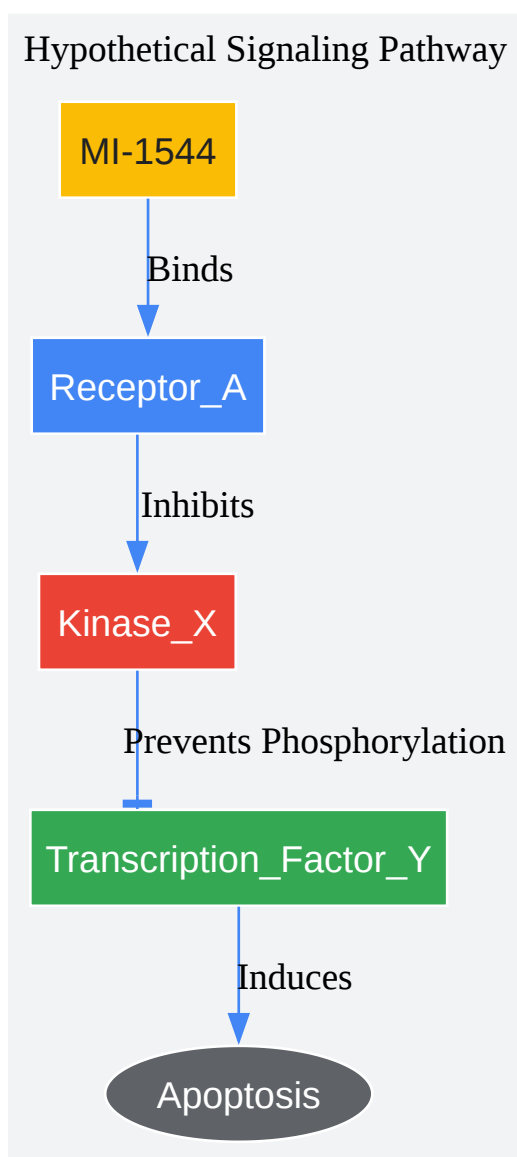 Hypothetical Signaling Pathway
MI-1544
Binds
Receptor_A
Inhibits
Kinase_X
Prevents Phosphorylation
Transcription_Factor_Y
Induces
Apoptosis